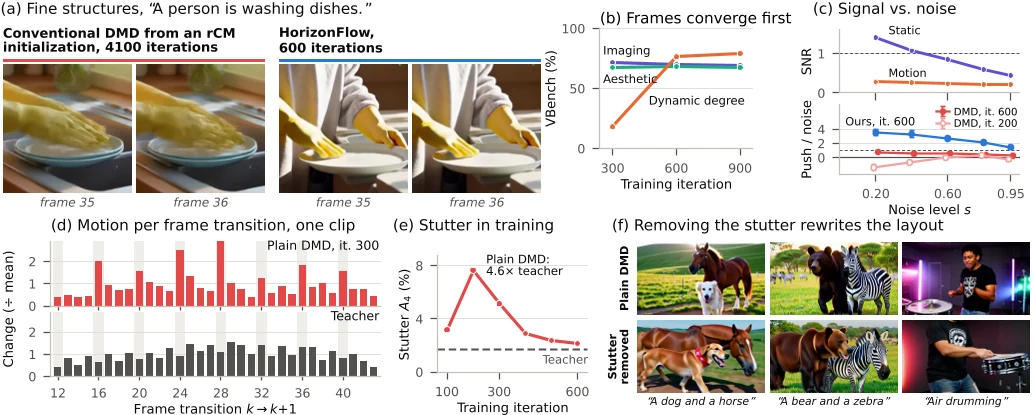 (a) Fine structures, “A person is washing dishes.”
Conventional DMD from an rCM
initialization, 4100 iterations
HorizonFlow,
600 iterations
frame 35
frame 36
frame 35
frame 36
(b) Frames converge first
VBench (%)
100
50
0
Imaging
Aesthetic
Dynamic degree
300
600
900
Training iteration
(c) Signal vs. noise
SNR
1
0
Static
Motion
Push / noise
4
2
0
Ours, it. 600
DMD, it. 600
DMD, it. 200
0.20
0.60
0.95
Noise level s
(d) Motion per frame transition, one clip
Plain DMD, it. 300
Change (÷ mean)
2
1
0
Teacher
2
1
0
12
16
20
24
28
32
36
40
Frame transition k→k+1
(e) Stutter in training
Stutter A4 (%)
8
4
0
Plain DMD:
4.6× teacher
Teacher
100
300
600
Training iteration
(f) Removing the stutter rewrites the layout
Plain DMD
Stutter
removed
“A dog and a horse”
“A bear and a zebra”
“Air drumming”